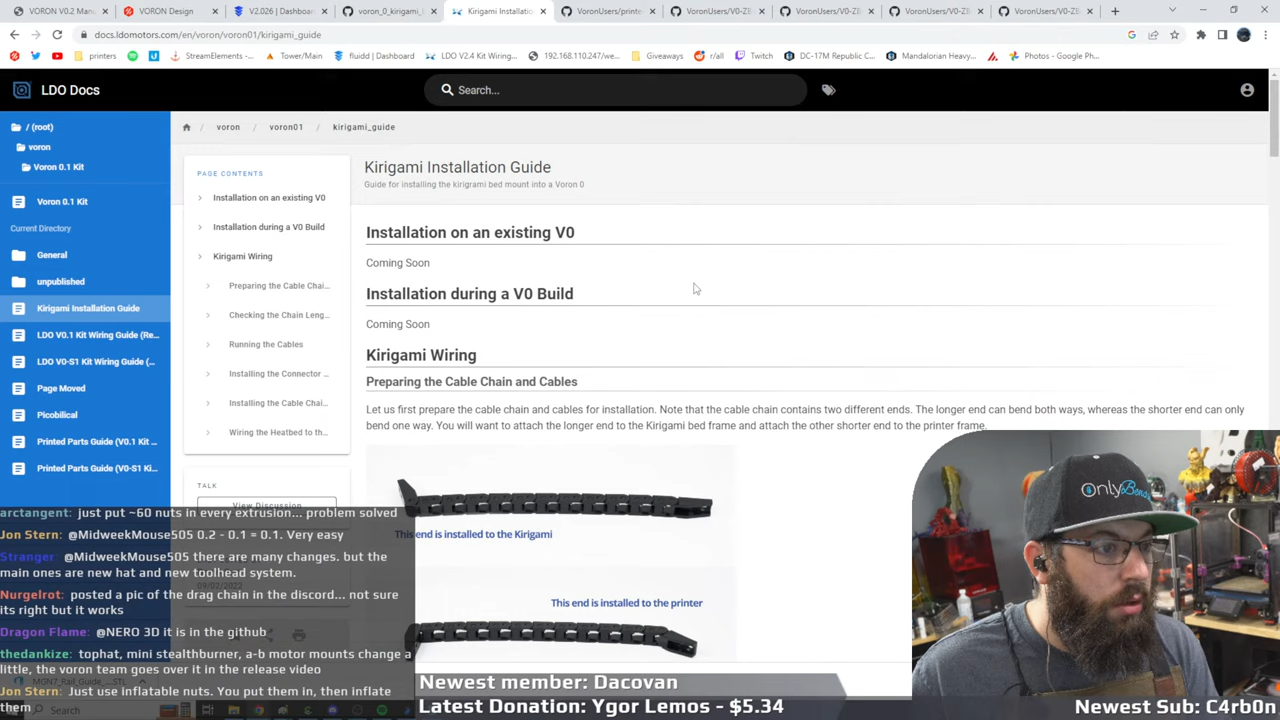 VORON V0.2 Manu
VORON Design
V2.026 | Dashboar
voron_0_kirigami_l
Kirigami Installatio
VoronUsers/printe
VoronUsers/V0-Z8
VoronUsers/V0-Z8
VoronUsers/V0-Z8
VoronUsers/V0-Z8
docs.ldomotors.com/en/voron/voron01/kirigami_guide
printers
StreamElements -...
Tower/Main
fluidd | Dashboard
LDO V2.4 Kit Wiring...
192.168.110.247/we...
Giveaways
r/all
Twitch
DC-17M Republic C...
Mandalorian Heavy...
Photos - Google Ph...
LDO Docs
Search...
/ (root)
voron
Voron 0.1 Kit
Voron 0.1 Kit
Current Directory
General
unpublished
Kirigami Installation Guide
LDO V0.1 Kit Wiring Guide (Re...
LDO V0-S1 Kit Wiring Guide (...
Page Moved
Picobilical
Printed Parts Guide (V0.1 Kit ...
Printed Parts Guide (V0-S1 Ki...
/ voron / voron01 / kirigami_guide
PAGE CONTENTS
Installation on an existing V0
Installation during a V0 Build
Kirigami Wiring
Preparing the Cable Chai...
Checking the Chain Leng...
Running the Cables
Installing the Connector ...
Installing the Cable Chai...
Wiring the Heatbed to th...
TALK
View Discussion
09/02/2022
Kirigami Installation Guide
Guide for installing the kirigrami bed mount into a Voron 0
Installation on an existing V0
Coming Soon
Installation during a V0 Build
Coming Soon
Kirigami Wiring
Preparing the Cable Chain and Cables
Let us first prepare the cable chain and cables for installation. Note that the cable chain contains two different ends. The longer end can bend both ways, whereas the shorter end can only
bend one way. You will want to attach the longer end to the Kirigami bed frame and attach the other shorter end to the printer frame.
This end is installed to the Kirigami
This end is installed to the printer
arctangent: just put ~60 nuts in every extrusion... problem solved
Jon Stern: @MidweekMouse505 0.2 - 0.1 = 0.1. Very easy
Stranger: @MidweekMouse505 there are many changes. but the
main ones are new hat and new toolhead system.
Nurgelrot: posted a pic of the drag chain in the discord... not sure
its right but it works
Dragon Flame: @NERO 3D it is in the github
thedankize: tophat, mini stealthburner, a-b motor mounts change a
little, the voron team goes over it in the release video
Jon Stern: Just use inflatable nuts. You put them in, then inflate
them
MGN7_Rail_Guide_....STL
Search
OnlyBens
Newest member: Dacovan
Latest Donation: Ygor Lemos - $5.34
Newest Sub: C4rb0n